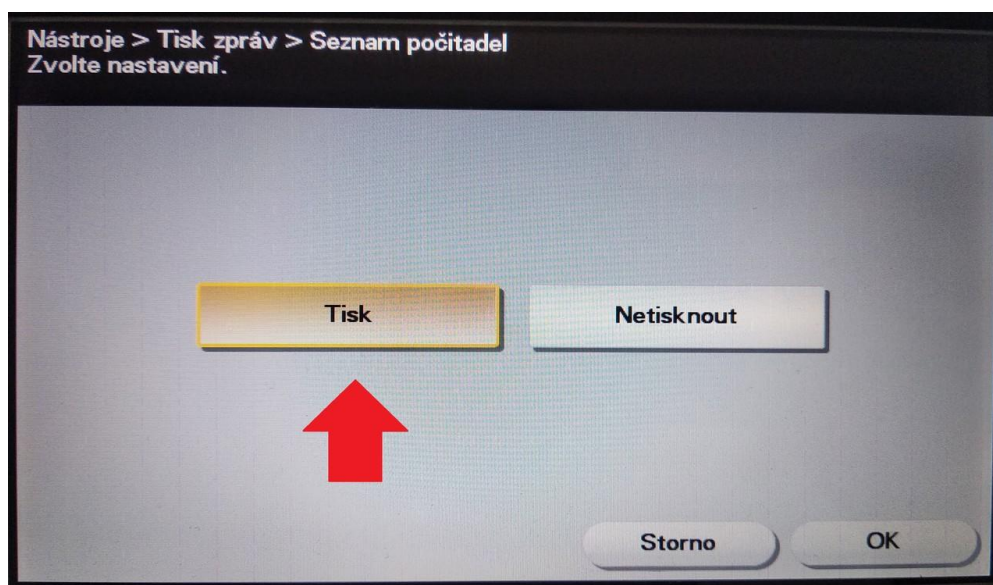 Nástroje > Tisk zpráv > Seznam počitadel
Zvolte nastavení.
Tisk
Netisknout
Storno
OK